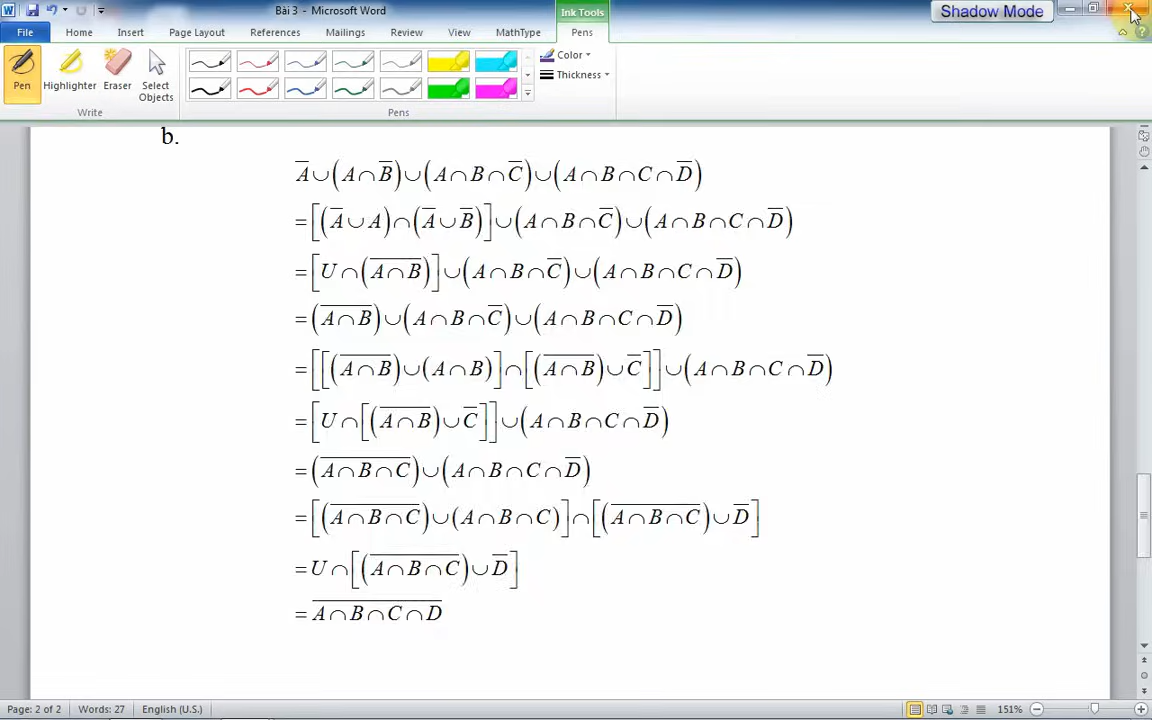 Bài 3 - Microsoft Word
Ink Tools
Shadow Mode
File Home Insert Page Layout References Mailings Review View MathType Pens
Pen Highlighter Eraser Select Objects
Color
Thickness
Write
Pens
b.
A̅∪(A∩B̅)∪(A∩B∩C̅)∪(A∩B∩C∩D̅)
=[(A̅∪A)∩(A̅∪B̅)]∪(A∩B∩C̅)∪(A∩B∩C∩D̅)
=[U∩(A̅∩̅B̅)]∪(A∩B∩C̅)∪(A∩B∩C∩D̅)
=(A̅∩̅B̅)∪(A∩B∩C̅)∪(A∩B∩C∩D̅)
=[[(A̅∩̅B̅)∪(A∩B)]∩[(A̅∩̅B̅)∪C̅]]∪(A∩B∩C∩D̅)
=[U∩[(A̅∩̅B̅)∪C̅]]∪(A∩B∩C∩D̅)
=(A̅∩̅B̅∩̅C̅)∪(A∩B∩C∩D̅)
=[(A̅∩̅B̅∩̅C̅)∪(A∩B∩C)]∩[(A̅∩̅B̅∩̅C̅)∪D̅]
=U∩[(A̅∩̅B̅∩̅C̅)∪D̅]
=A̅∩̅B̅∩̅C̅∩̅D̅
Page: 2 of 2 Words: 27 English (U.S.) 151%